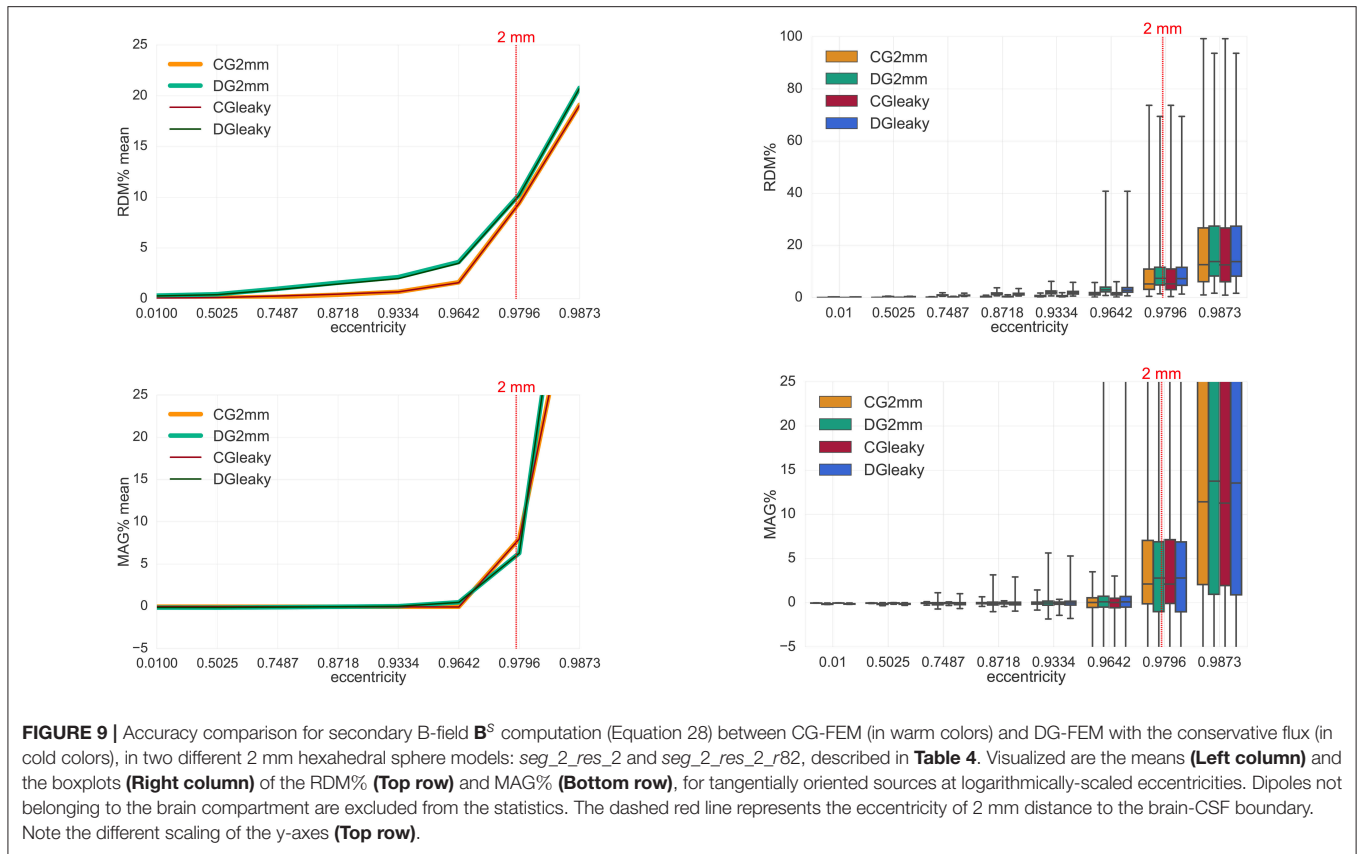 2 mm
25
20
15
10
5
0
RDM% mean
CG2mm
DG2mm
CGleaky
DGleaky
0.0100 0.5025 0.7487 0.8718 0.9334 0.9642 0.9796 0.9873
eccentricity
2 mm
100
80
60
40
20
0
RDM%
CG2mm
DG2mm
CGleaky
DGleaky
0.01 0.5025 0.7487 0.8718 0.9334 0.9642 0.9796 0.9873
eccentricity
2 mm
25
20
15
10
5
0
−5
MAG% mean
CG2mm
DG2mm
CGleaky
DGleaky
0.0100 0.5025 0.7487 0.8718 0.9334 0.9642 0.9796 0.9873
eccentricity
2 mm
25
20
15
10
5
0
−5
MAG%
CG2mm
DG2mm
CGleaky
DGleaky
0.01 0.5025 0.7487 0.8718 0.9334 0.9642 0.9796 0.9873
eccentricity
FIGURE 9 | Accuracy comparison for secondary B-field B^S computation (Equation 28) between CG-FEM (in warm colors) and DG-FEM with the conservative flux (in
cold colors), in two different 2 mm hexahedral sphere models: seg_2_res_2 and seg_2_res_2_r82, described in Table 4. Visualized are the means (Left column) and
the boxplots (Right column) of the RDM% (Top row) and MAG% (Bottom row), for tangentially oriented sources at logarithmically-scaled eccentricities. Dipoles not
belonging to the brain compartment are excluded from the statistics. The dashed red line represents the eccentricity of 2 mm distance to the brain-CSF boundary.
Note the different scaling of the y-axes (Top row).